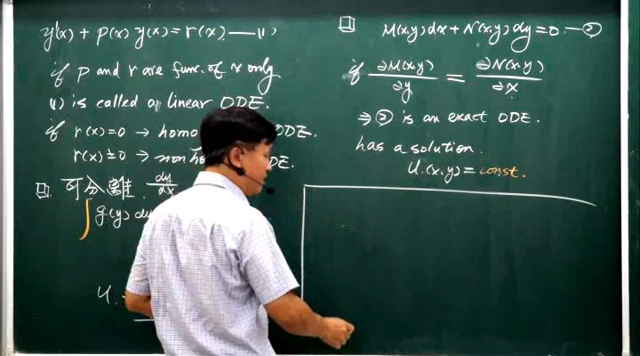 y'(x) + p(x) y(x) = r(x) — (1)
if p and r are func. of x only
(1) is called a linear ODE.
if r(x) = 0 → homo ODE.
r(x) ≠ 0 → non ho ODE.
可分離 dy/dx
∫ g(y) dy
u
M(x,y)dx + N(x,y)dy = 0 — ②
if ∂M(x,y)/∂y = ∂N(x,y)/∂x
⇒ ② is an exact ODE.
has a solution.
u(x,y) = const.